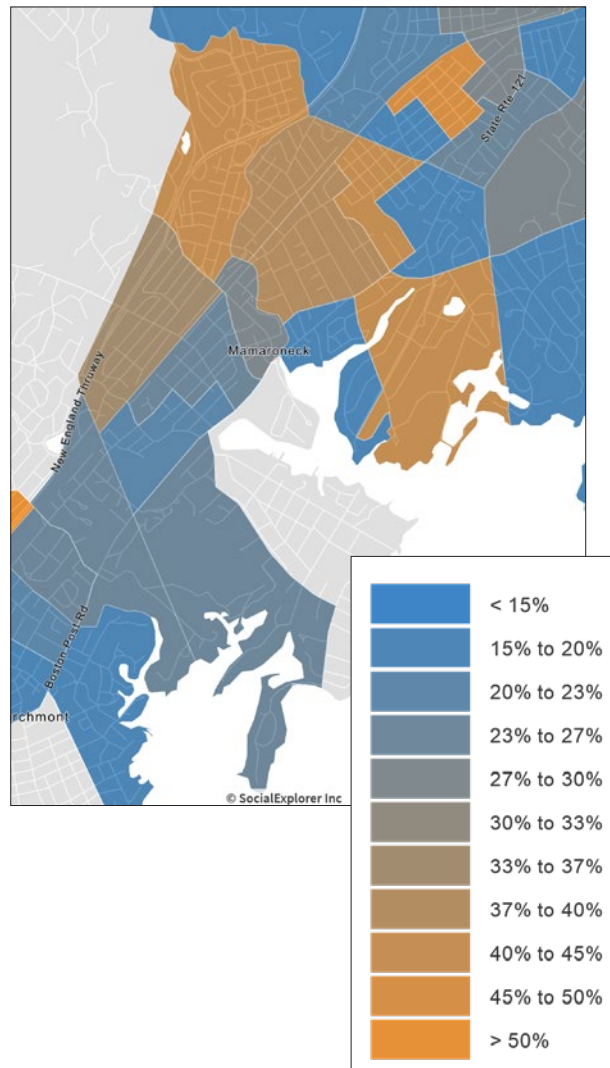 State Rte 121
Mamaroneck
New England Thruway
Boston Post Rd
rchmont
© SocialExplorer Inc
< 15%
15% to 20%
20% to 23%
23% to 27%
27% to 30%
30% to 33%
33% to 37%
37% to 40%
40% to 45%
45% to 50%
> 50%